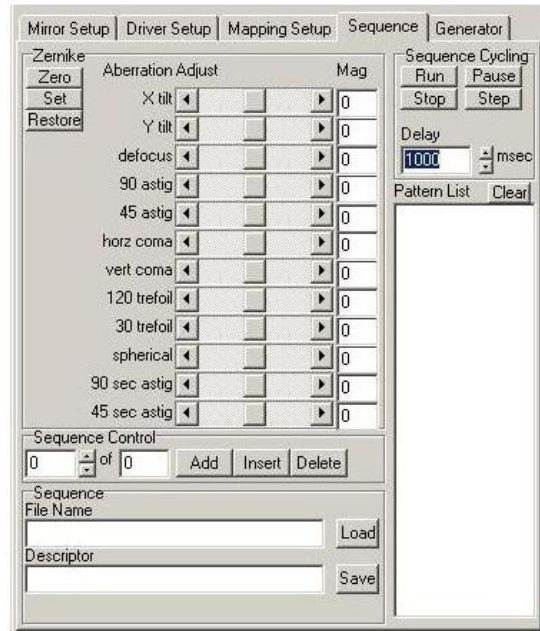 Mirror Setup Driver Setup Mapping Setup Sequence Generator
Zernike
Zero
Set
Restore
Aberration Adjust Mag
X tilt 0
Y tilt 0
defocus 0
90 astig 0
45 astig 0
horz coma 0
vert coma 0
120 trefoil 0
30 trefoil 0
spherical 0
90 sec astig 0
45 sec astig 0
Sequence Cycling
Run Pause
Stop Step
Delay
1000 msec
Pattern List Clear
Sequence Control
0 of 0 Add Insert Delete
Sequence
File Name
Load
Descriptor
Save